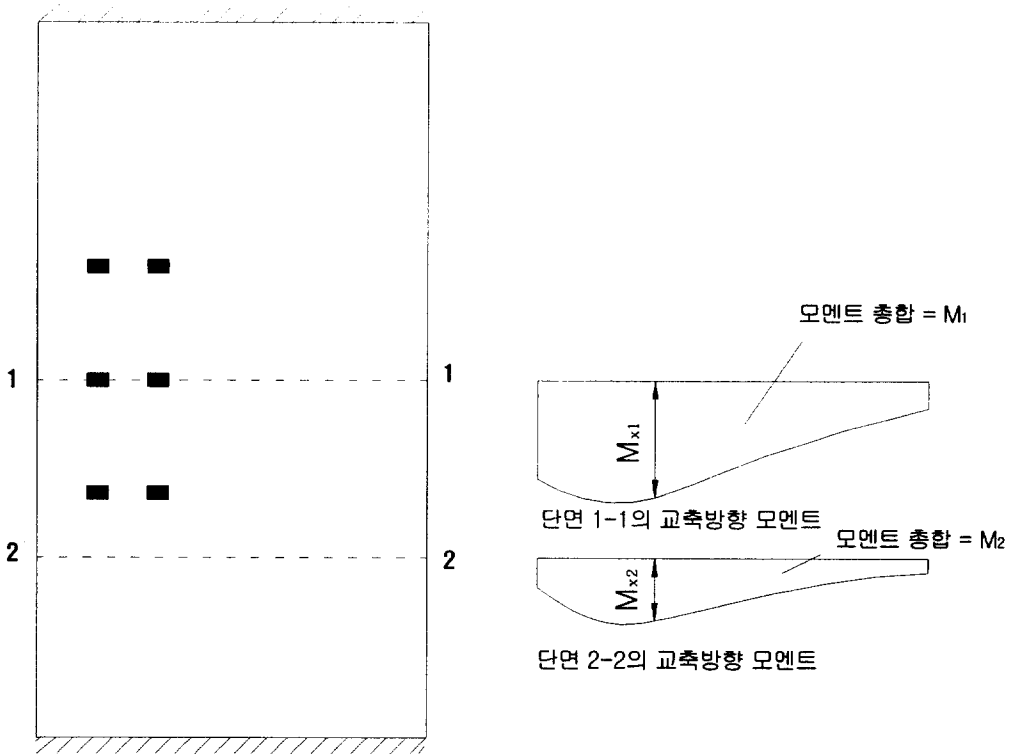 1
1
2
2
모멘트 총합 = M₁
Mx1
단면 1-1의 교축방향 모멘트
모멘트 총합 = M₂
Mx2
단면 2-2의 교축방향 모멘트